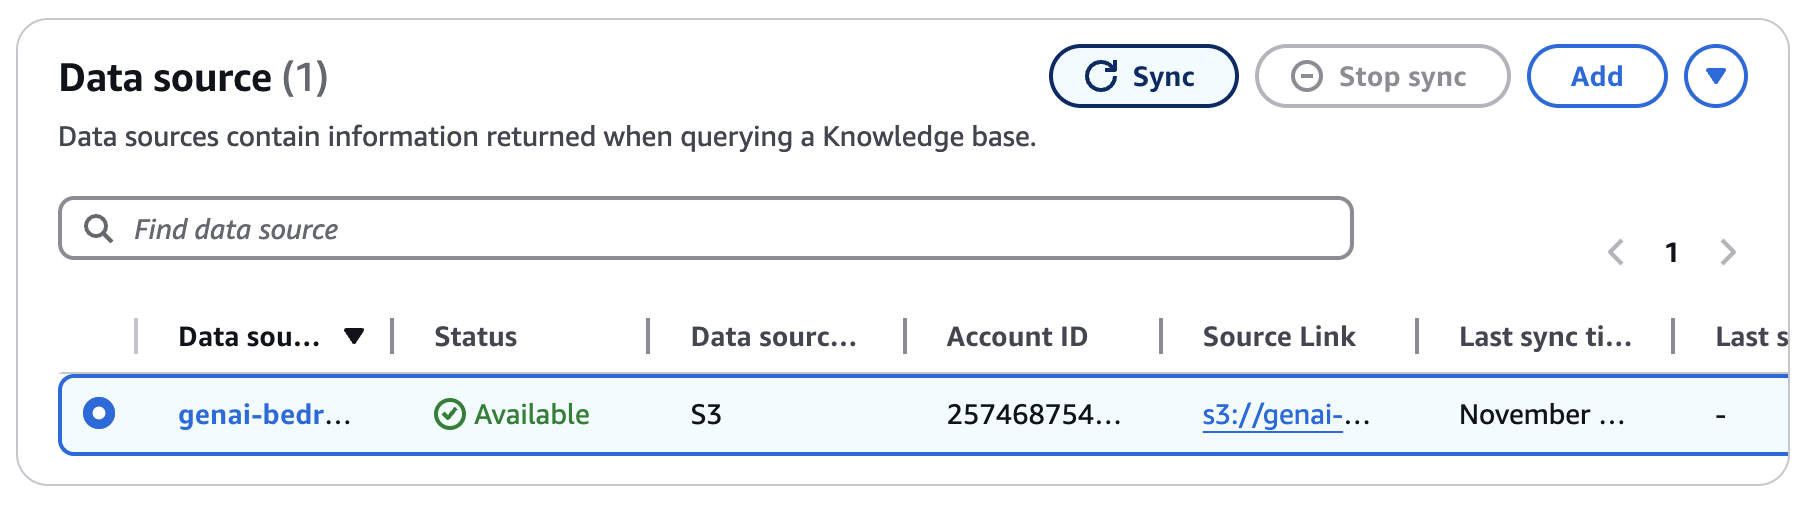 Data source (1)
Sync
Stop sync
Add
Data sources contain information returned when querying a Knowledge base.
Find data source
1
Data sou... Status Data sourc... Account ID Source Link Last sync ti... Last s
genai-bedr... Available S3 257468754... s3://genai-... November ... -